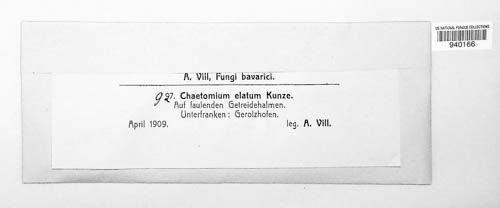 US NATIONAL FUNGUS COLLECTIONS
940166
A. Vill, Fungi bavarici.
927. Chaetomium elatum Kunze.
Auf faulenden Getreidehalmen.
Unterfranken: Gerolzhofen.
April 1909. leg. A. Vill.